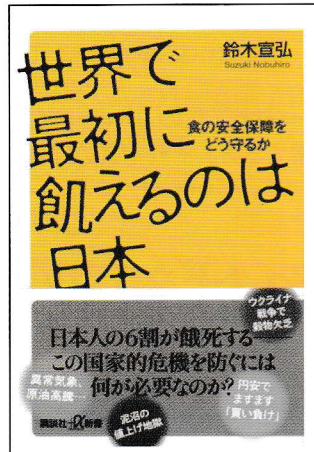 鈴木宣弘
Suzuki Nobuhiro
世界で
最初に
飢えるのは
日本
食の安全保障を
どう守るか
ウクライナ
戦争で
穀物欠乏
日本人の6割が餓死する──
この国家的危機を防ぐには
何が必要なのか?
異常気象、
原油高騰…
泥沼の
値上げ地獄
円安で
ますます
「買い負け」
講談社+α新書